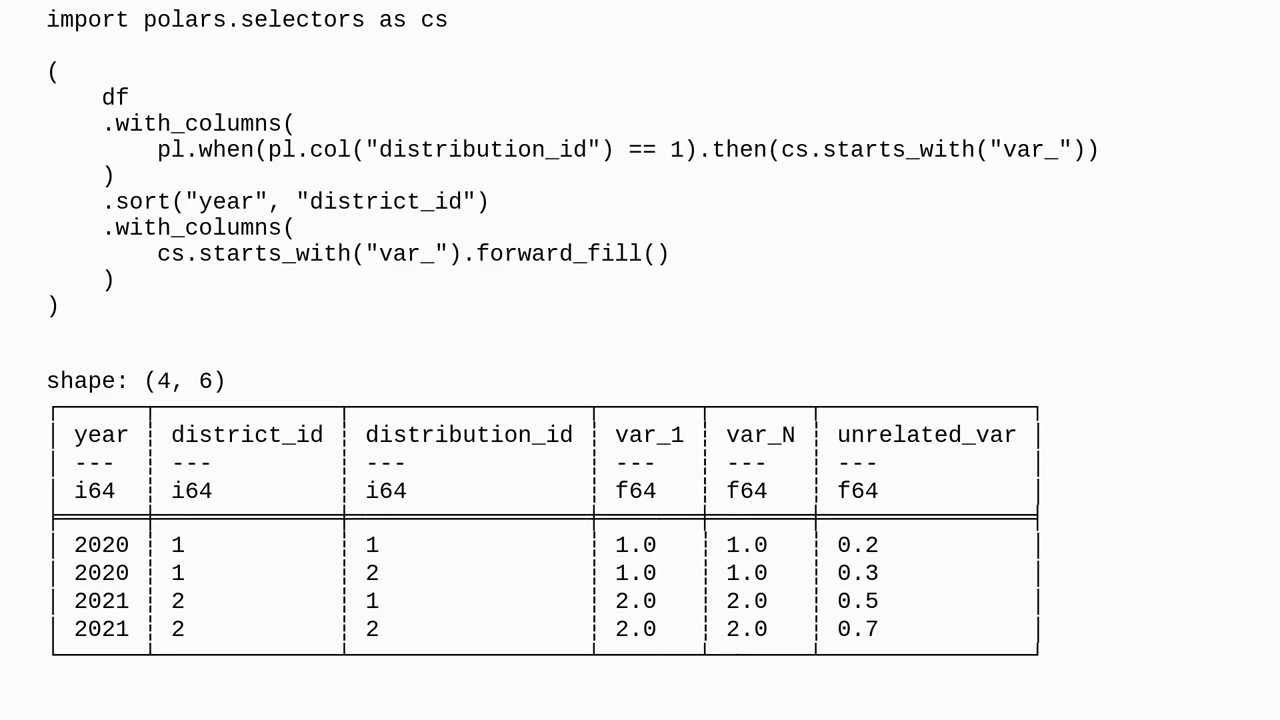 import polars.selectors as cs
(
    df
    .with_columns(
        pl.when(pl.col("distribution_id") == 1).then(cs.starts_with("var_"))
    )
    .sort("year", "district_id")
    .with_columns(
        cs.starts_with("var_").forward_fill()
    )
)
shape: (4, 6)
year district_id distribution_id var_1 var_N unrelated_var
--- --- --- --- --- ---
i64 i64 i64 f64 f64 f64
2020 1 1 1.0 1.0 0.2
2020 1 2 1.0 1.0 0.3
2021 2 1 2.0 2.0 0.5
2021 2 2 2.0 2.0 0.7